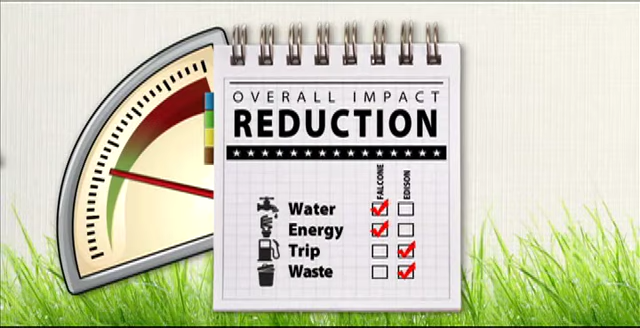 OVERALL IMPACT
REDUCTION
FALCONE EDISON
Water
Energy
Trip
Waste